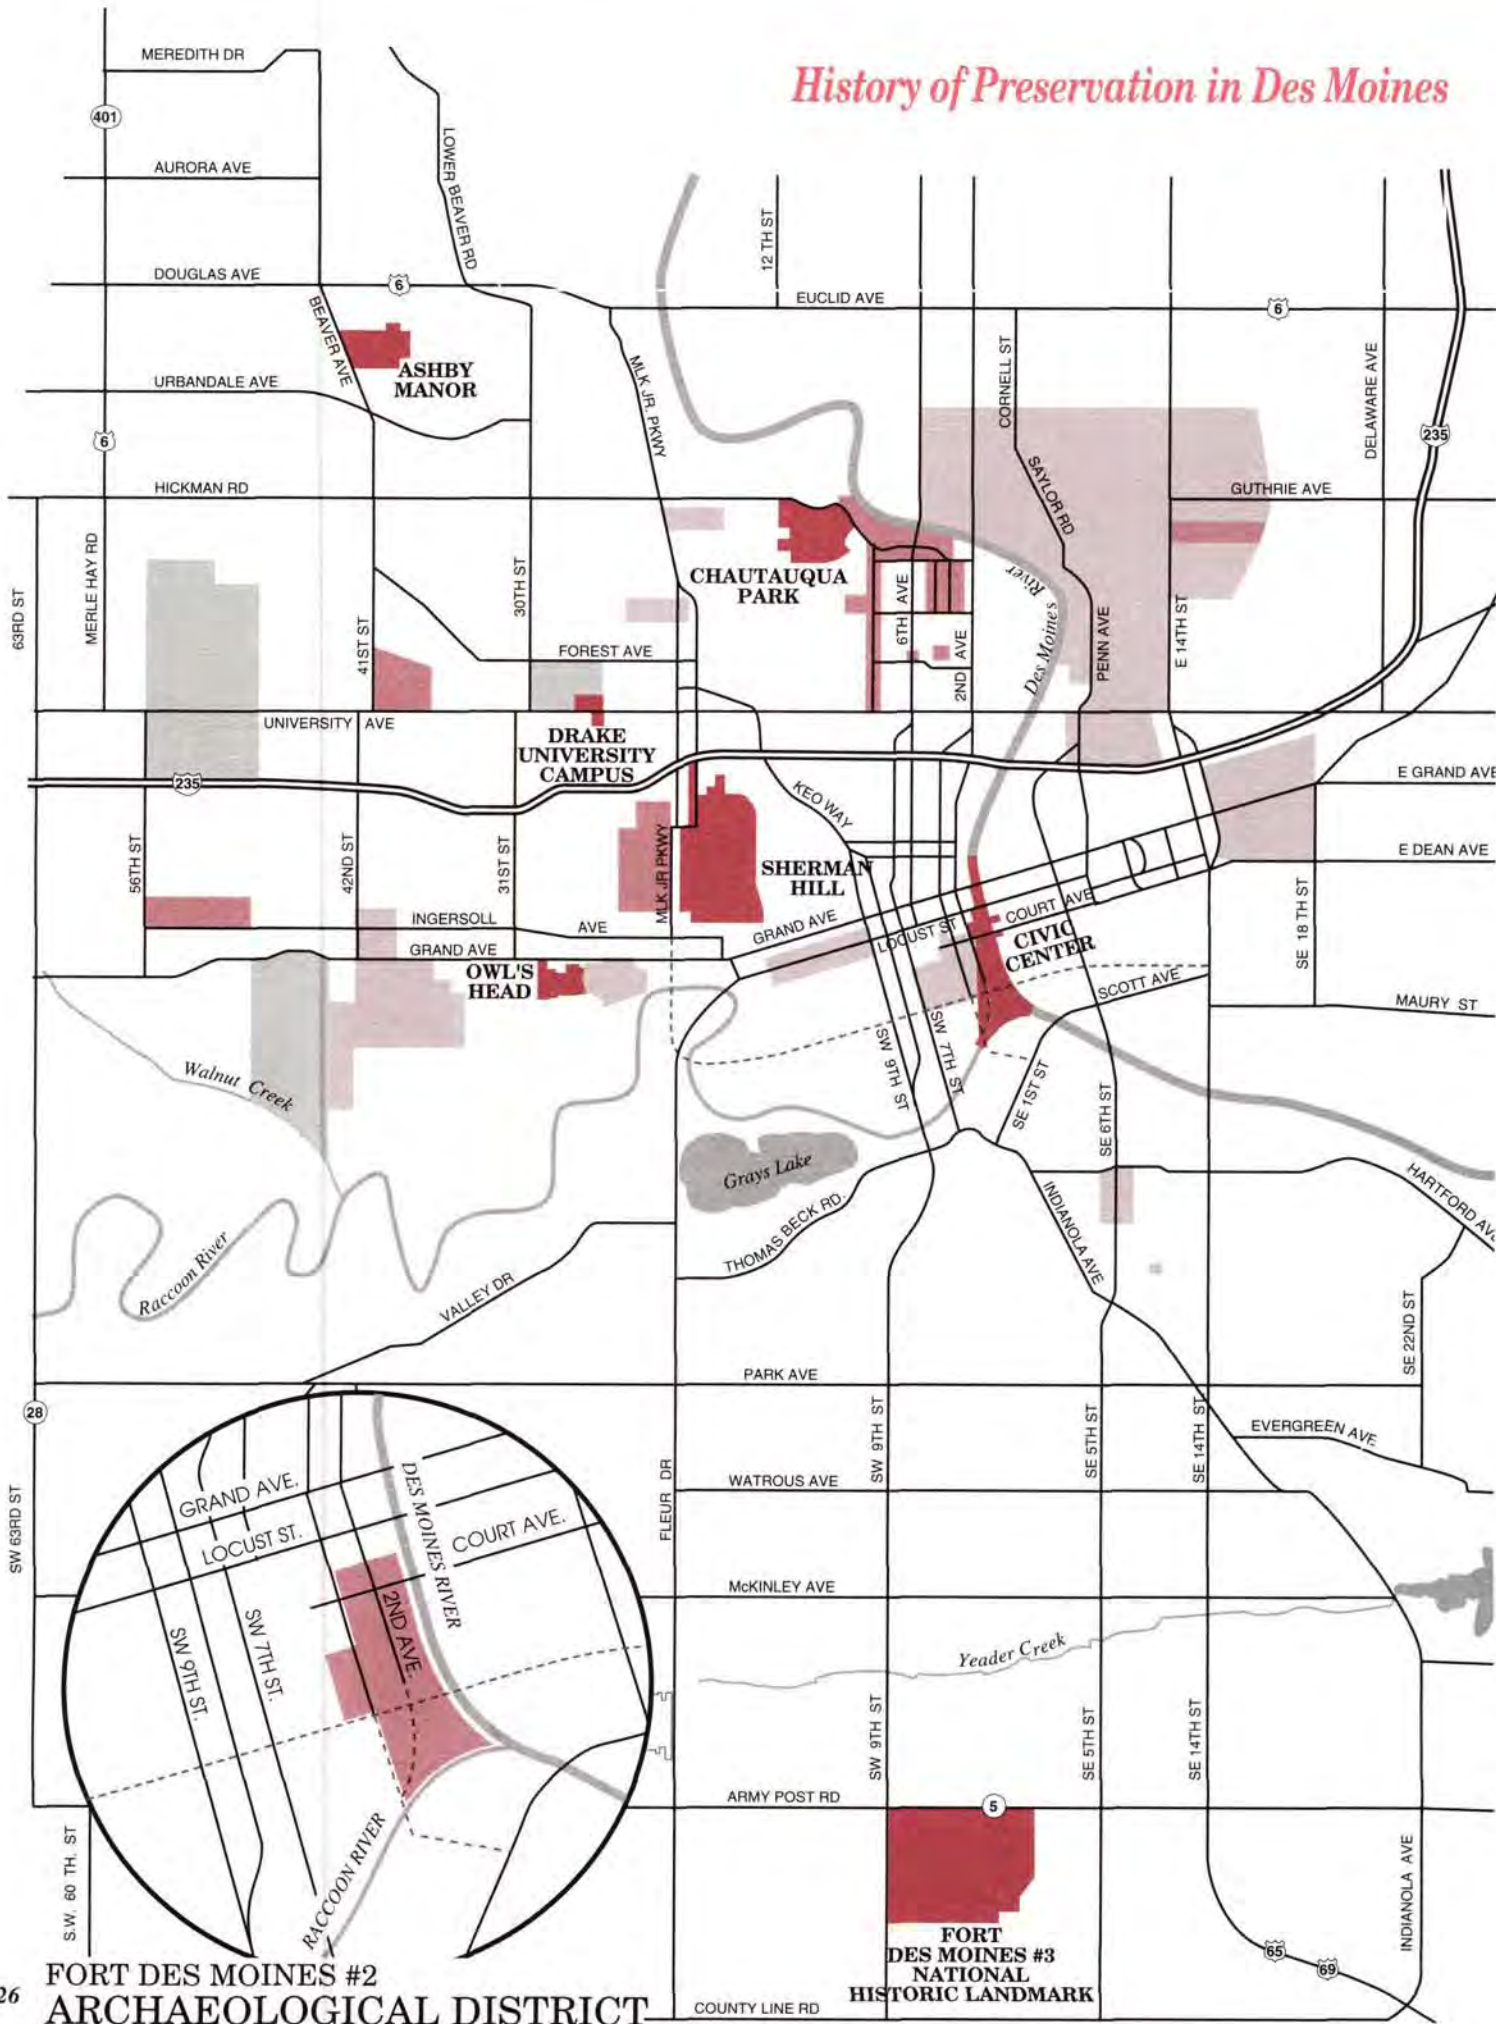 History of Preservation in Des Moines
MEREDITH DR
401
LOWER BEAVER RD
AURORA AVE
12 TH ST
DOUGLAS AVE
6
EUCLID AVE
6
BEAVER AVE
ASHBY
MANOR
MLK JR. PKWY
CORNELL ST
DELAWARE AVE
URBANDALE AVE
6
235
HICKMAN RD
SAYLOR RD
GUTHRIE AVE
63RD ST
MERLE HAY RD
41ST ST
30TH ST
CHAUTAUQUA
PARK
6TH AVE
2ND AVE
Des Moines River
PENN AVE
E 14TH ST
FOREST AVE
UNIVERSITY AVE
DRAKE
UNIVERSITY
CAMPUS
235
KEO WAY
E GRAND AVE
56TH ST
42ND ST
31ST ST
MLK JR PKWY
SHERMAN
HILL
E DEAN AVE
INGERSOLL AVE
GRAND AVE
GRAND AVE
LOCUST ST
COURT AVE
CIVIC
CENTER
SE 18TH ST
OWL'S
HEAD
SCOTT AVE
MAURY ST
Walnut Creek
SW 9TH ST
SW 7TH ST
SE 1ST ST
SE 6TH ST
Grays Lake
THOMAS BECK RD.
INDIANOLA AVE
HARTFORD AVE
Raccoon River
VALLEY DR
SE 22ND ST
PARK AVE
28
SW 9TH ST
SE 5TH ST
SE 14TH ST
EVERGREEN AVE
SW 63RD ST
FLEUR DR
WATROUS AVE
GRAND AVE.
LOCUST ST.
DES MOINES RIVER
COURT AVE.
McKINLEY AVE
2ND AVE.
SW 9TH ST.
SW 7TH ST.
Yeader Creek
SW 9TH ST
SE 5TH ST
SE 14TH ST
ARMY POST RD
5
RACCOON RIVER
S.W. 60 TH. ST
INDIANOLA AVE
FORT
DES MOINES #3
NATIONAL
HISTORIC LANDMARK
65
69
26
FORT DES MOINES #2
ARCHAEOLOGICAL DISTRICT
COUNTY LINE RD